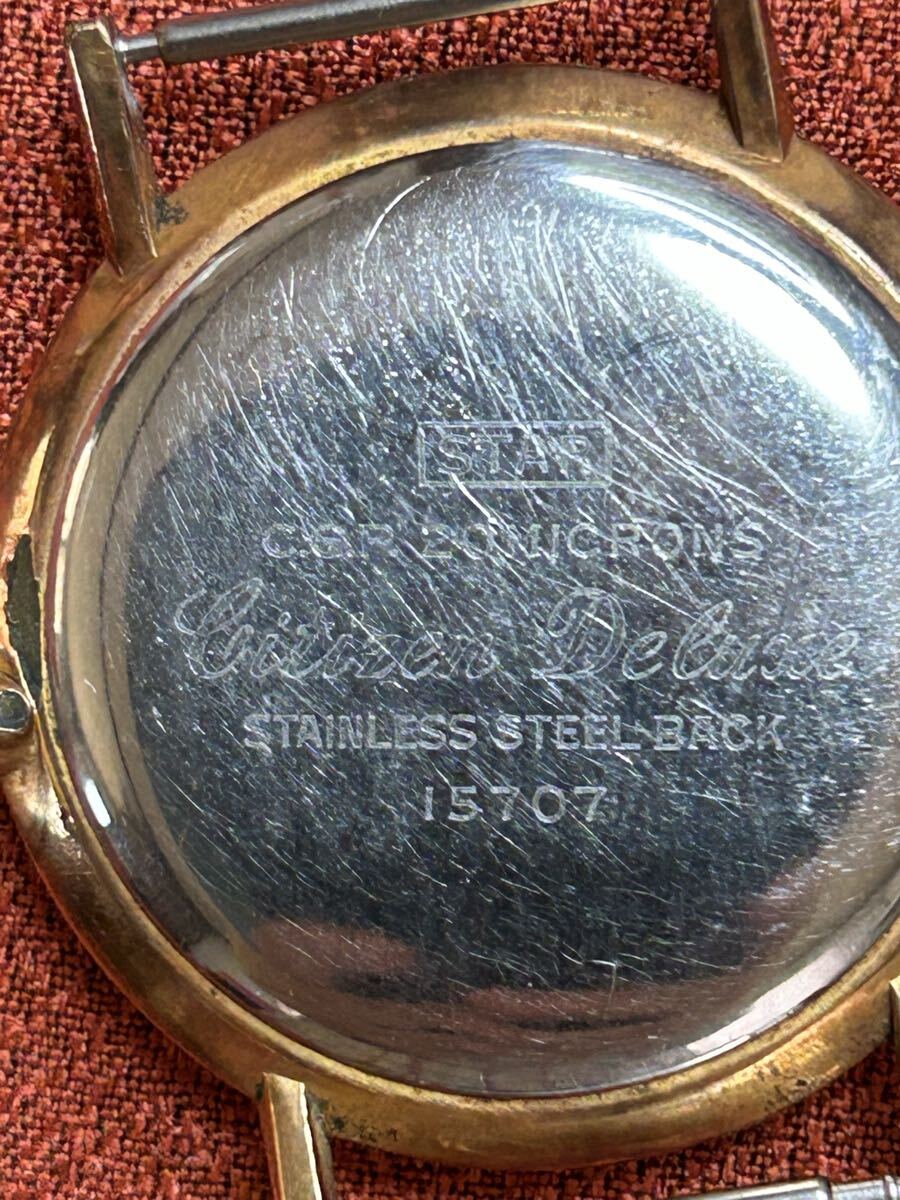 STAR
C.G.P. 20 MICRONS
Citizen Deluxe
STAINLESS STEEL BACK
15707